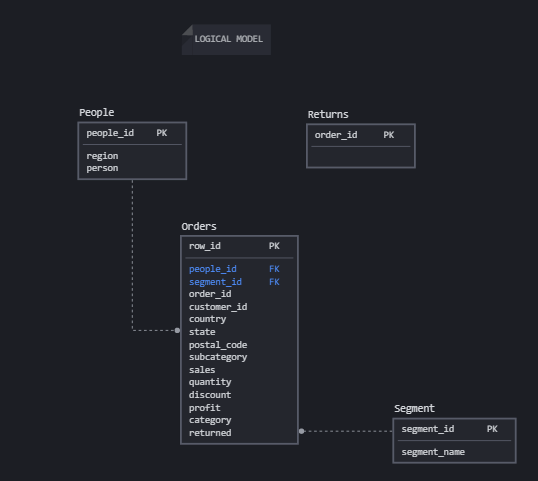 LOGICAL MODEL
People
people_id PK
region
person
Returns
order_id PK
Orders
row_id PK
people_id FK
segment_id FK
order_id
customer_id
country
state
postal_code
subcategory
sales
quantity
discount
profit
category
returned
Segment
segment_id PK
segment_name